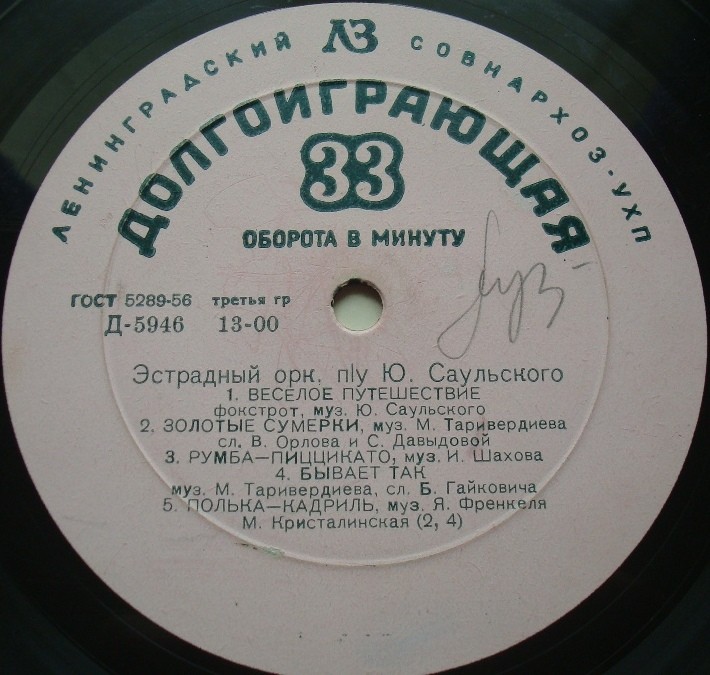 ЛЕНИНГРАДСКИЙ ЛЗ СОВНАРХОЗ-УХП
ДОЛГОИГРАЮЩАЯ
33
ОБОРОТА В МИНУТУ
ГОСТ 5289-56 третья гр
Д-5946 13-00
Эстрадный орк. п/у Ю. Саульского
1. ВЕСЕЛОЕ ПУТЕШЕСТВИЕ
фокстрот, муз. Ю. Саульского
2. ЗОЛОТЫЕ СУМЕРКИ, муз. М. Таривердиева
сл. В. Орлова и С. Давыдовой
3. РУМБА—ПИЦЦИКАТО, муз. И. Шахова
4. БЫВАЕТ ТАК
муз. М. Таривердиева, сл. Б. Гайковича
5. ПОЛЬКА—КАДРИЛЬ, муз. Я. Френкеля
М. Кристалинская (2, 4)